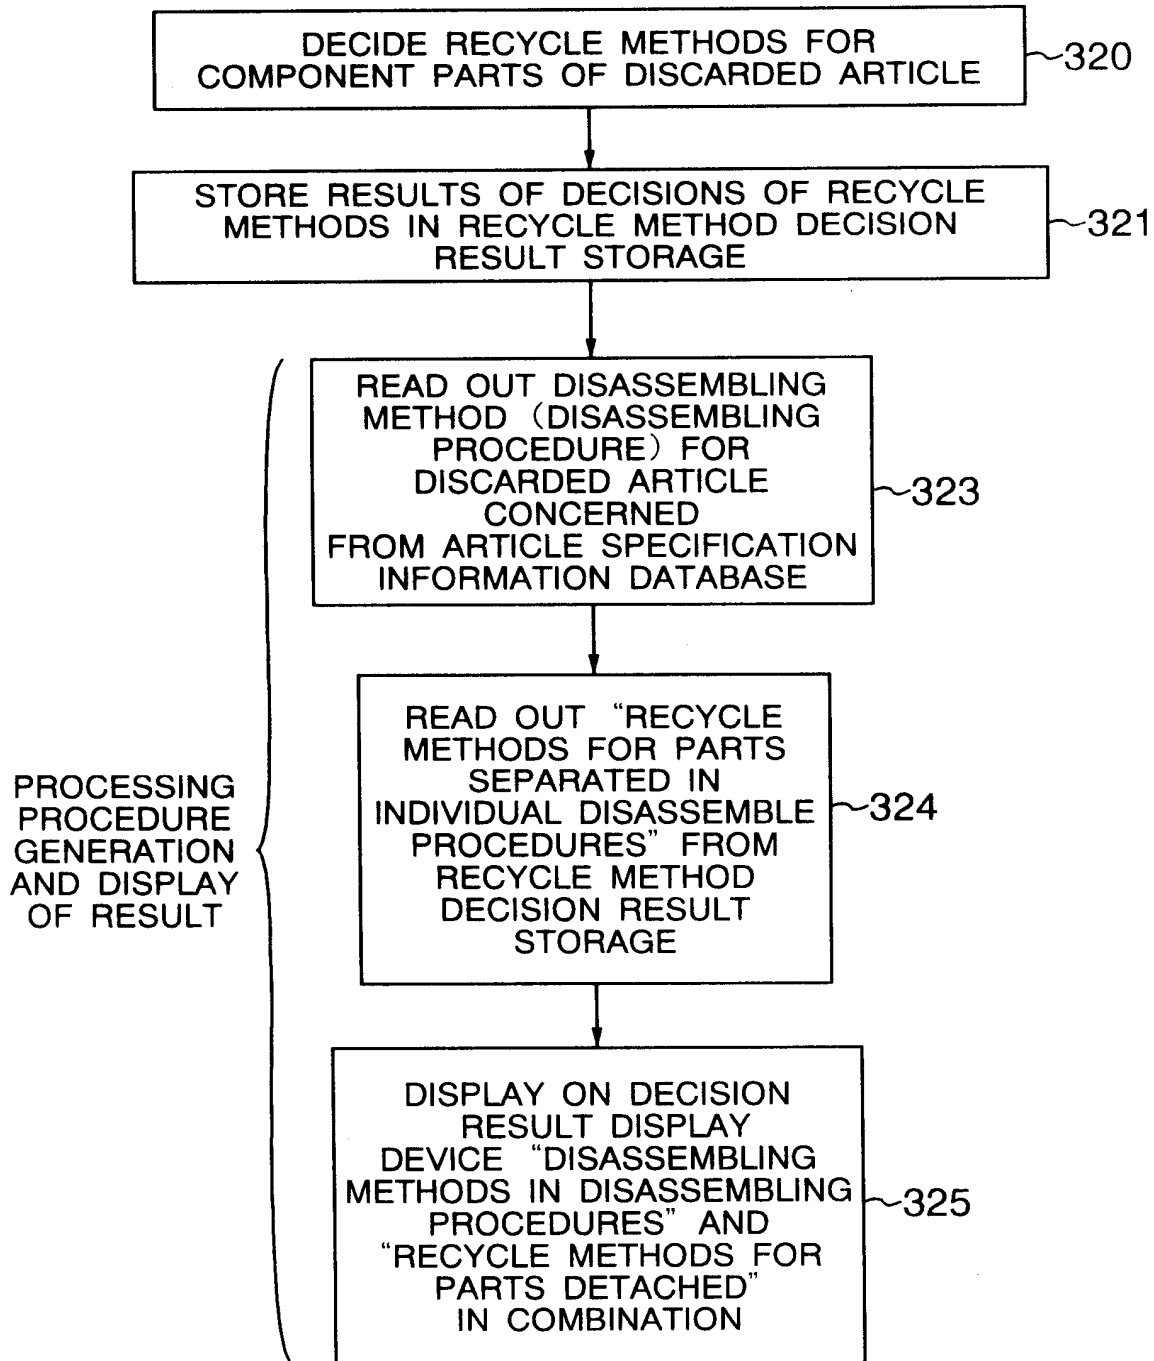 DECIDE RECYCLE METHODS FOR
COMPONENT PARTS OF DISCARDED ARTICLE
320
STORE RESULTS OF DECISIONS OF RECYCLE
METHODS IN RECYCLE METHOD DECISION
RESULT STORAGE
321
READ OUT DISASSEMBLING
METHOD (DISASSEMBLING
PROCEDURE) FOR
DISCARDED ARTICLE
CONCERNED
FROM ARTICLE SPECIFICATION
INFORMATION DATABASE
323
READ OUT “RECYCLE
METHODS FOR PARTS
SEPARATED IN
INDIVIDUAL DISASSEMBLE
PROCEDURES” FROM
RECYCLE METHOD
DECISION RESULT
STORAGE
324
PROCESSING
PROCEDURE
GENERATION
AND DISPLAY
OF RESULT
DISPLAY ON DECISION
RESULT DISPLAY
DEVICE “DISASSEMBLING
METHODS IN DISASSEMBLING
PROCEDURES” AND
“RECYCLE METHODS FOR
PARTS DETACHED”
IN COMBINATION
325